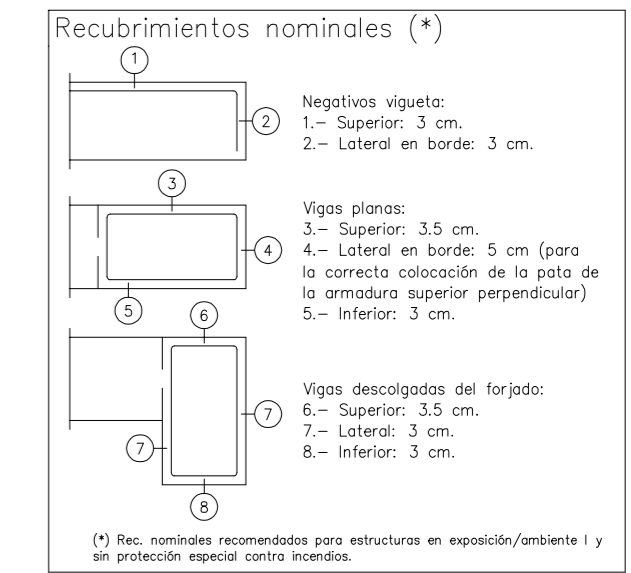 Recubrimientos nominales (*)
1
2
Negativos vigueta:
1.- Superior: 3 cm.
2.- Lateral en borde: 3 cm.
3
4
5
Vigas planas:
3.- Superior: 3.5 cm.
4.- Lateral en borde: 5 cm (para
la correcta colocación de la pata de
la armadura superior perpendicular)
5.- Inferior: 3 cm.
6
7
7
8
Vigas descolgadas del forjado:
6.- Superior: 3.5 cm.
7.- Lateral: 3 cm.
8.- Inferior: 3 cm.
(*) Rec. nominales recomendados para estructuras en exposición/ambiente I y
sin protección especial contra incendios.